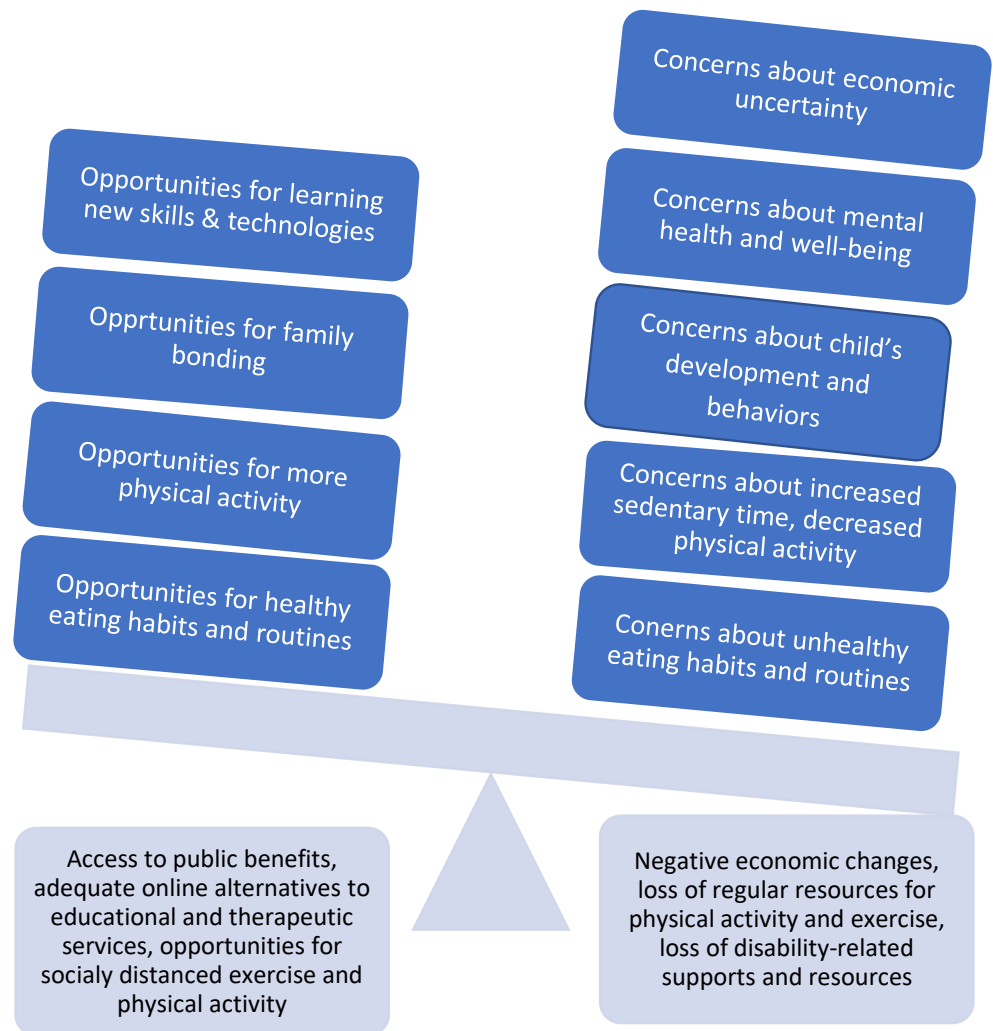 Opportunities for learning
new skills & technologies
Opprtunities for family
bonding
Opportunities for more
physical activity
Opportunities for healthy
eating habits and routines
Concerns about economic
uncertainty
Concerns about mental
health and well-being
Concerns about child's
development and
behaviors
Concerns about increased
sedentary time, decreased
physical activity
Conerns about unhealthy
eating habits and routines
Access to public benefits,
adequate online alternatives to
educational and therapeutic
services, opportunities for
socialy distanced exercise and
physical activity
Negative economic changes,
loss of regular resources for
physical activity and exercise,
loss of disability-related
supports and resources